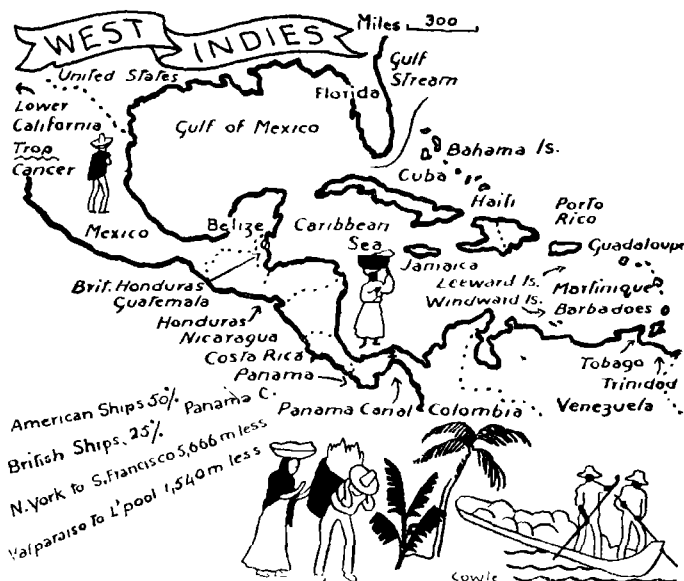 WEST INDIES
Miles 300
United States
Gulf
Stream
Florida
Lower
California
Trop
Cancer
Gulf of Mexico
Bahama Is.
Cuba
Haiti
Porto
Rico
Mexico
Belize
Caribbean
Sea
Guadaloupe
Jamaica
Leeward Is.
Martinique
Windward Is.
Barbadoes
Brit. Honduras
Guatemala
Honduras
Nicaragua
Costa Rica
Panama
Tobago
Trinidad
Panama Canal
Colombia
Venezuela
American Ships 50% Panama C.
British Ships, 25%
N. York to S. Francisco 5,666 m less
Valparaiso to L'pool 1,540 m less
Cowle